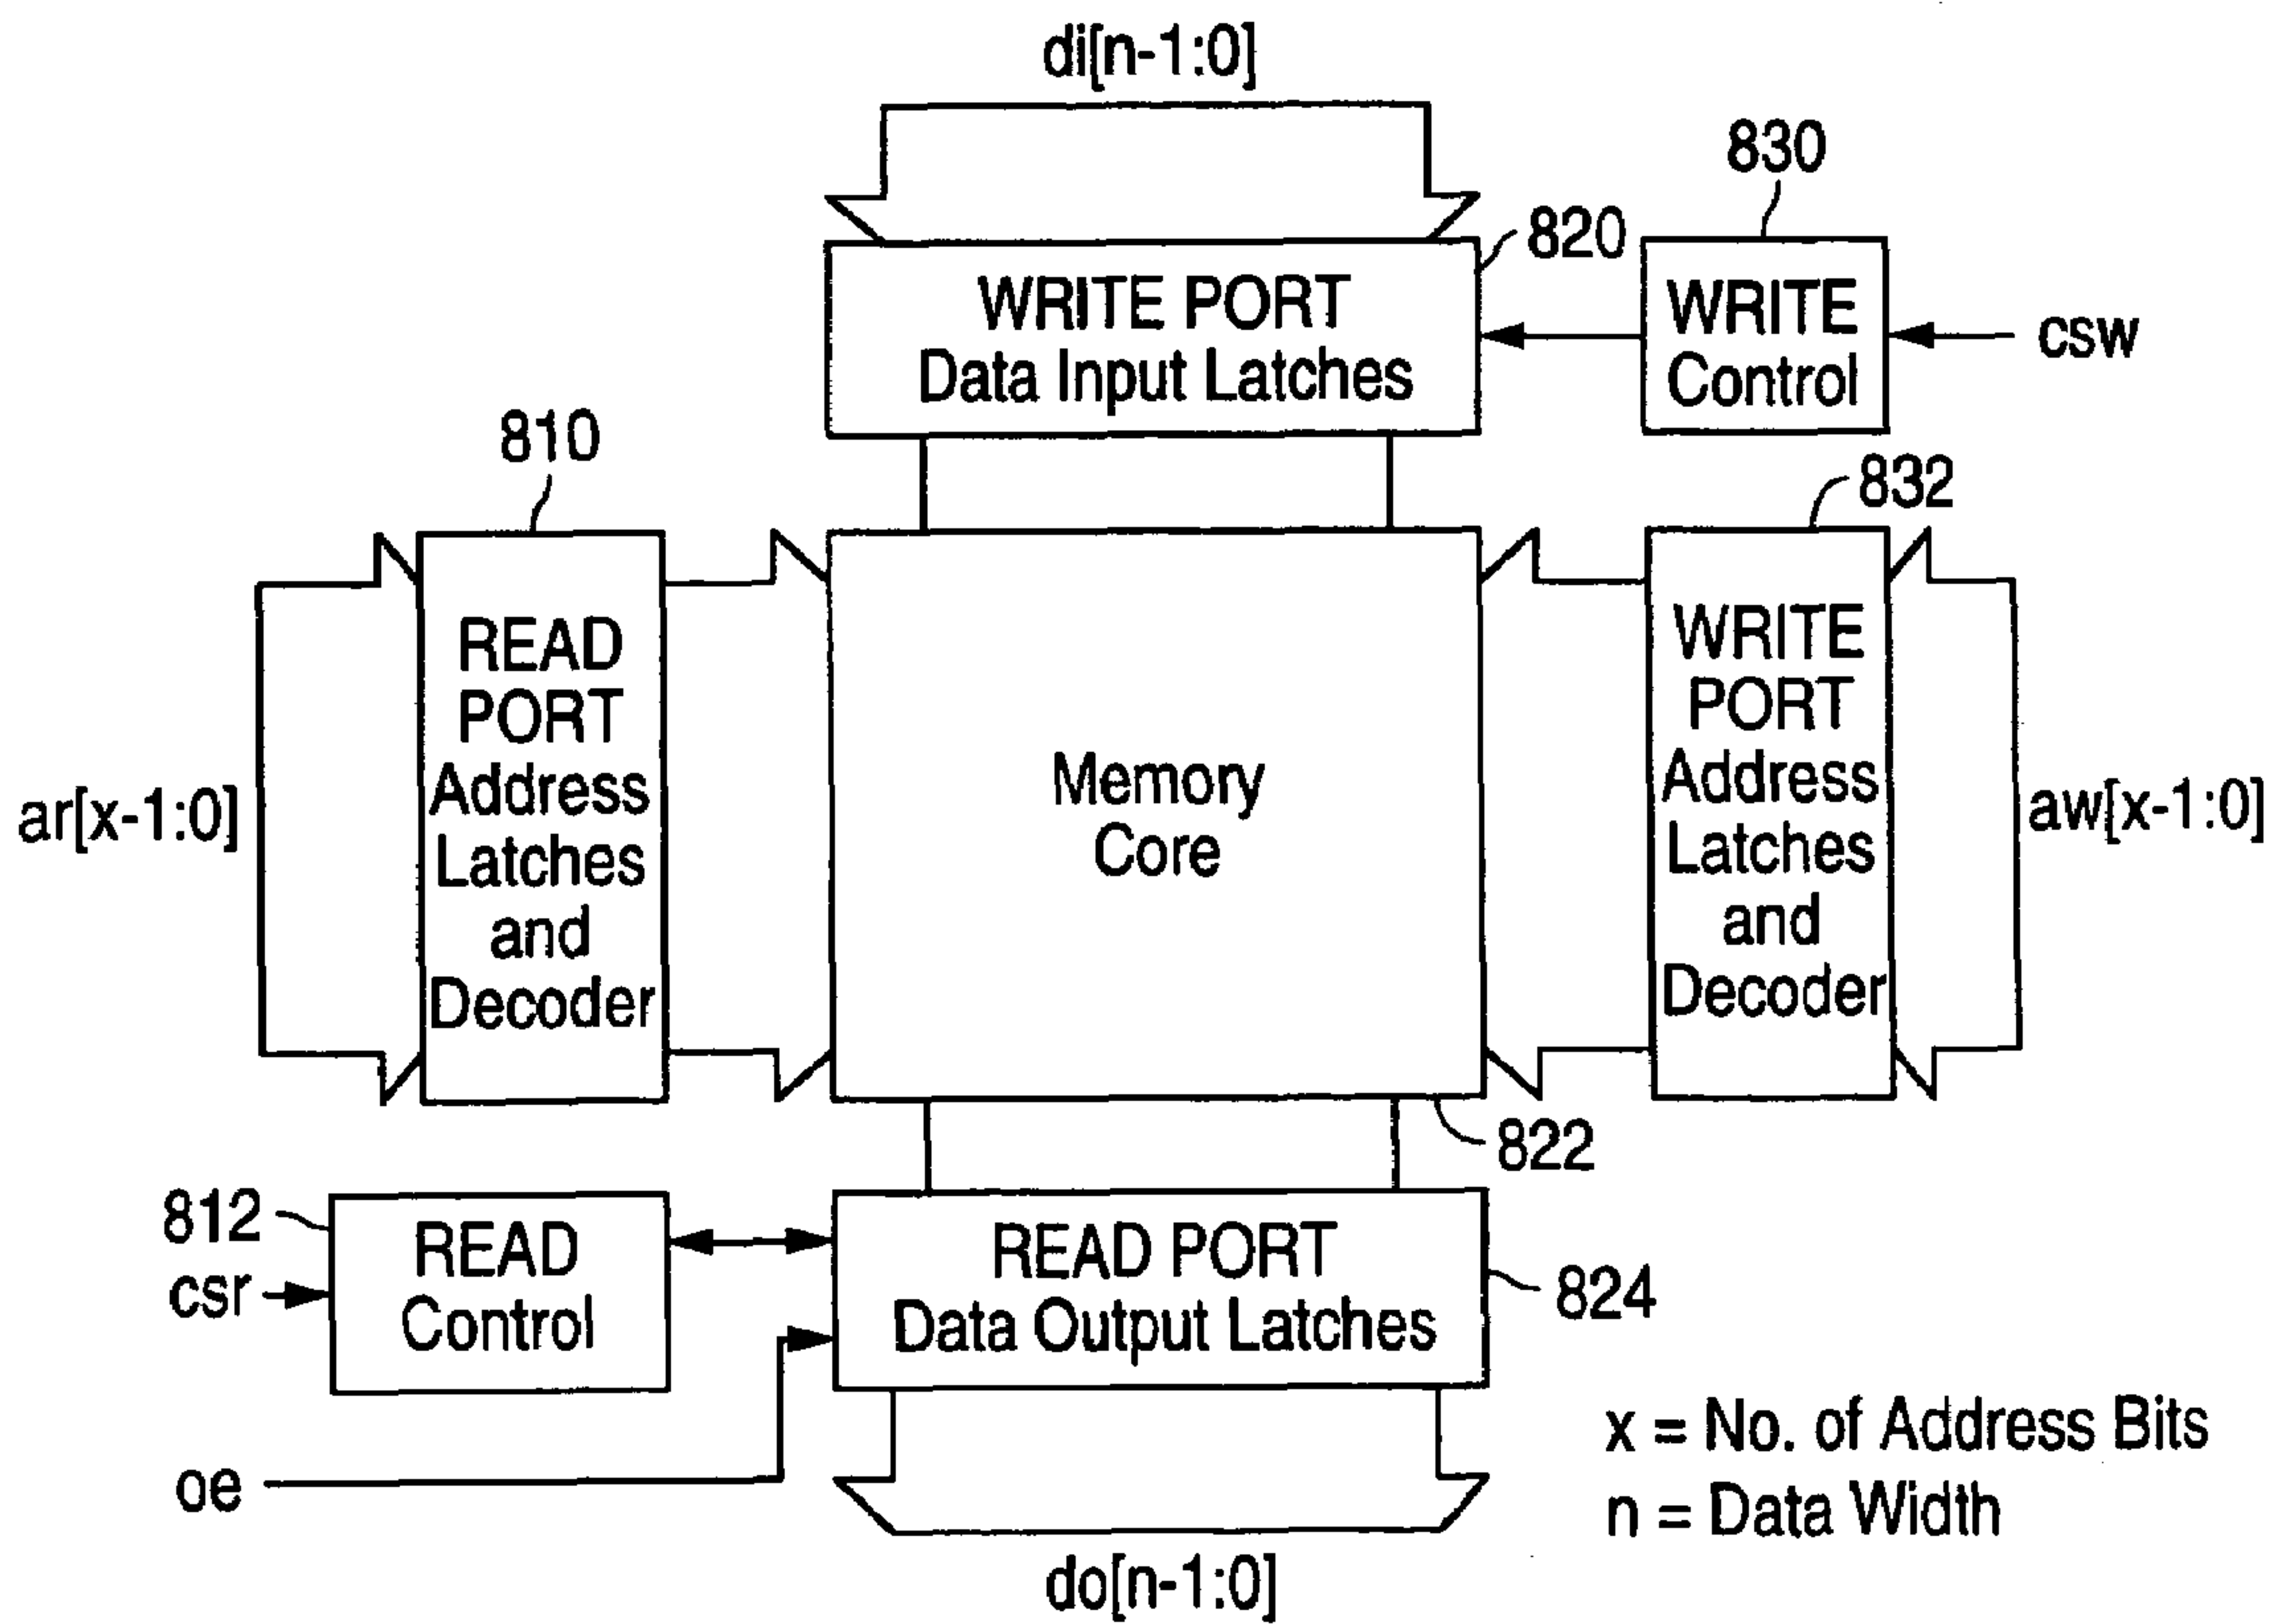 di[n-1:0]
830
820
WRITE PORT
Data Input Latches
WRITE
Control
csw
810
832
READ
PORT
Address
Latches
and
Decoder
ar[x-1:0]
Memory
Core
WRITE
PORT
Address
Latches
and
Decoder
aw[x-1:0]
822
812
csr
READ
Control
READ PORT
Data Output Latches
824
oe
do[n-1:0]
x = No. of Address Bits
n = Data Width